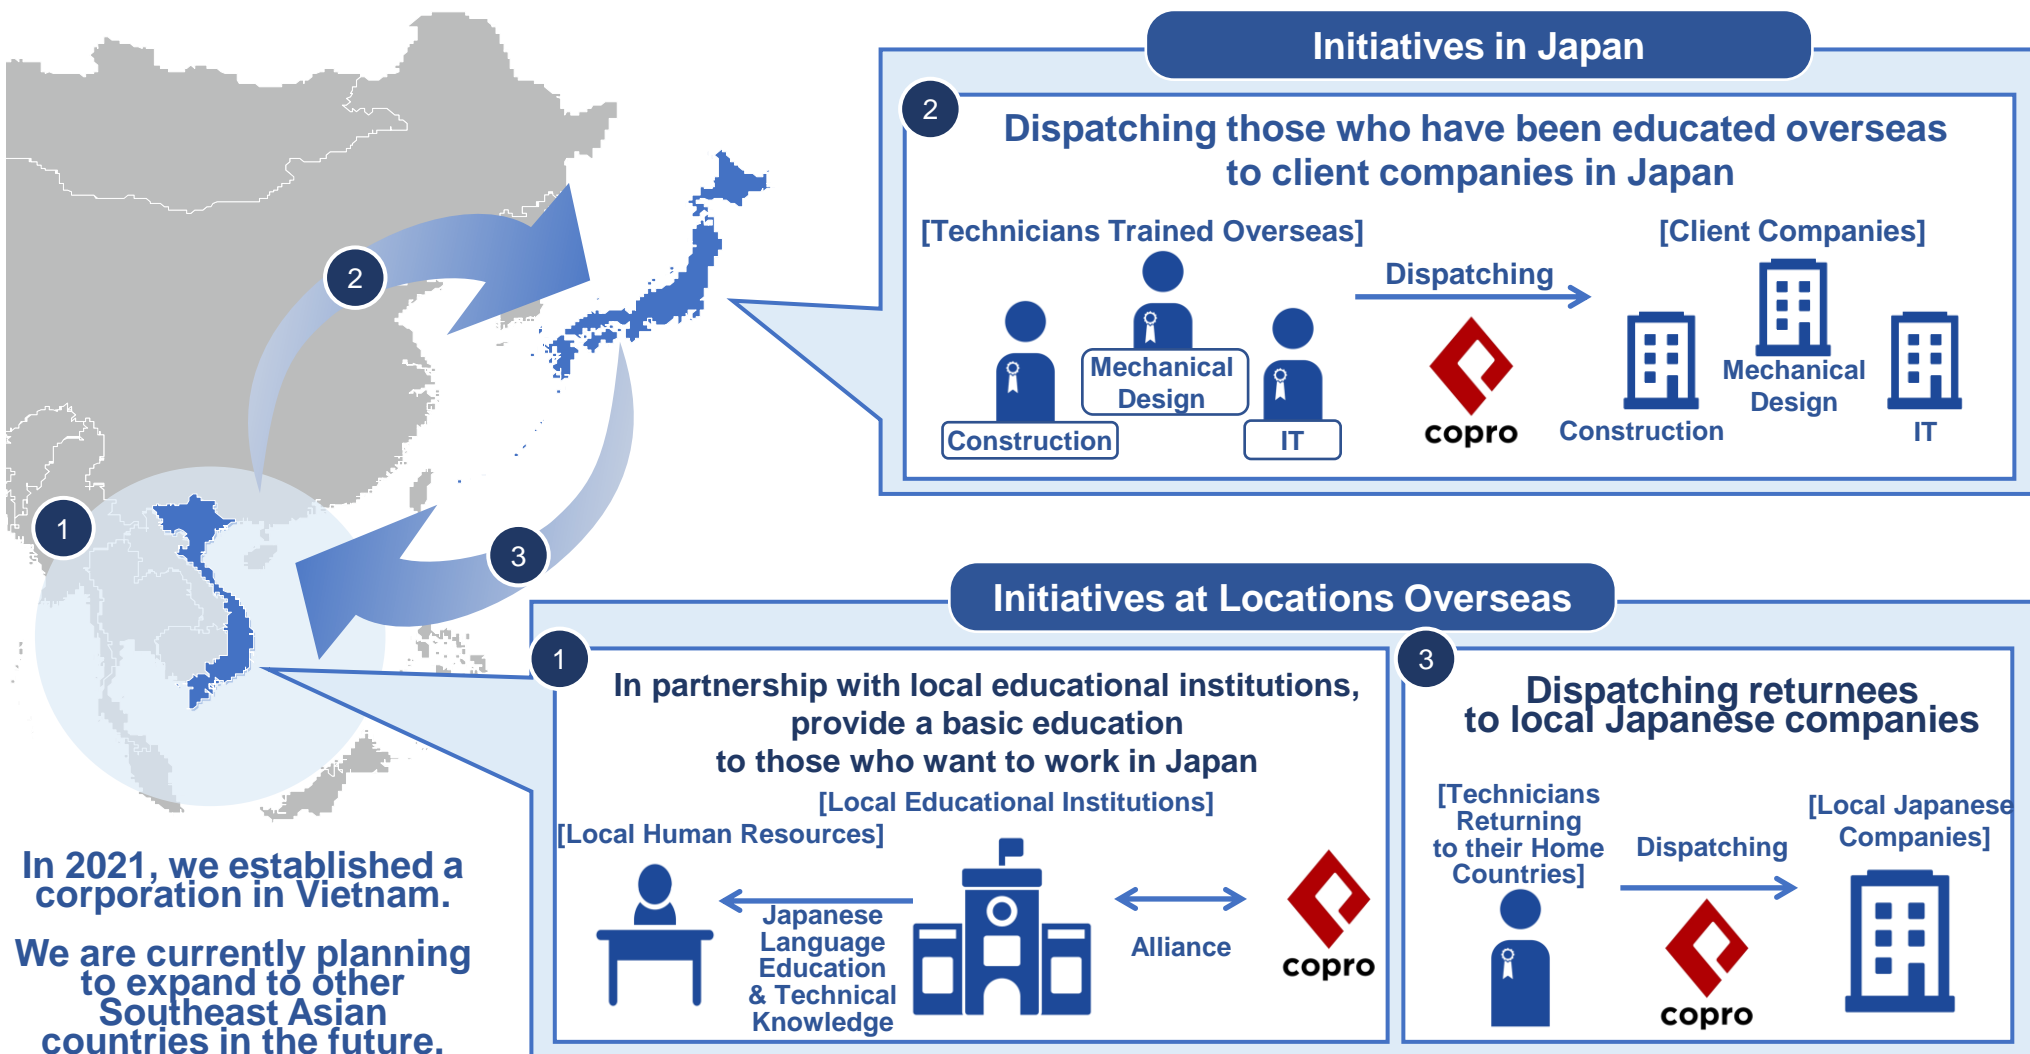 Initiatives in Japan
2
Dispatching those who have been educated overseas
to client companies in Japan
[Technicians Trained Overseas]
[Client Companies]
Dispatching
Mechanical
Design
Construction
IT
copro
Mechanical
Design
Construction
IT
2
1
3
Initiatives at Locations Overseas
1
In partnership with local educational institutions,
provide a basic education
to those who want to work in Japan
[Local Educational Institutions]
[Local Human Resources]
Japanese
Language
Education
& Technical
Knowledge
Alliance
copro
3
Dispatching returnees
to local Japanese companies
[Technicians
Returning
to their Home
Countries]
Dispatching
[Local Japanese
Companies]
copro
In 2021, we established a
corporation in Vietnam.
We are currently planning
to expand to other
Southeast Asian
countries in the future.